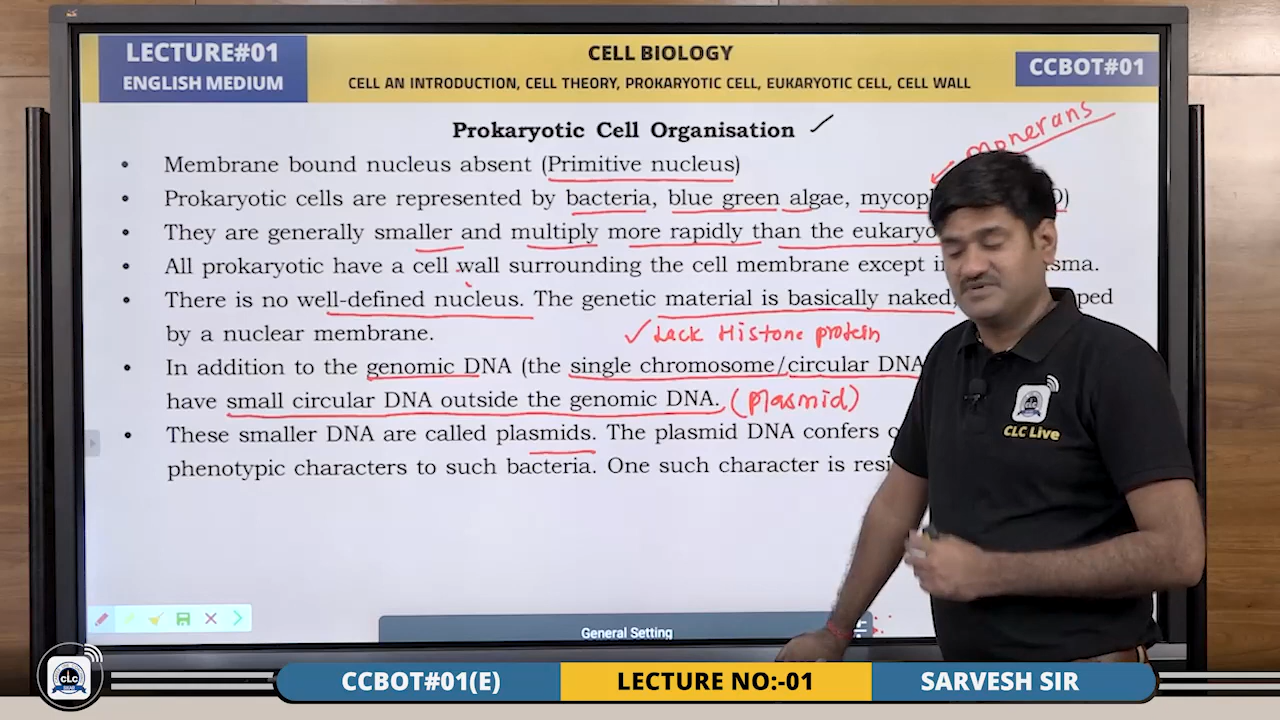 LECTURE#01
ENGLISH MEDIUM
CELL BIOLOGY
CELL AN INTRODUCTION, CELL THEORY, PROKARYOTIC CELL, EUKARYOTIC CELL, CELL WALL
CCBOT#01
Prokaryotic Cell Organisation ✓
monerans
• Membrane bound nucleus absent (Primitive nucleus)
• Prokaryotic cells are represented by bacteria, blue green algae,
• They are generally smaller and multiply more rapidly than the
• All prokaryotic have a cell wall surrounding the cell membrane except
• There is no well-defined nucleus. The genetic material is basically naked,
by a nuclear membrane.
✓ Lack Histone protein
• In addition to the genomic DNA (the single chromosome/circular DNA
have small circular DNA outside the genomic DNA. (Plasmid)
• These smaller DNA are called plasmids. The plasmid DNA confers
phenotypic characters to such bacteria. One such character is
General Setting
CLC Live
CLC
SIKAR
CCBOT#01(E)
LECTURE NO:-01
SARVESH SIR